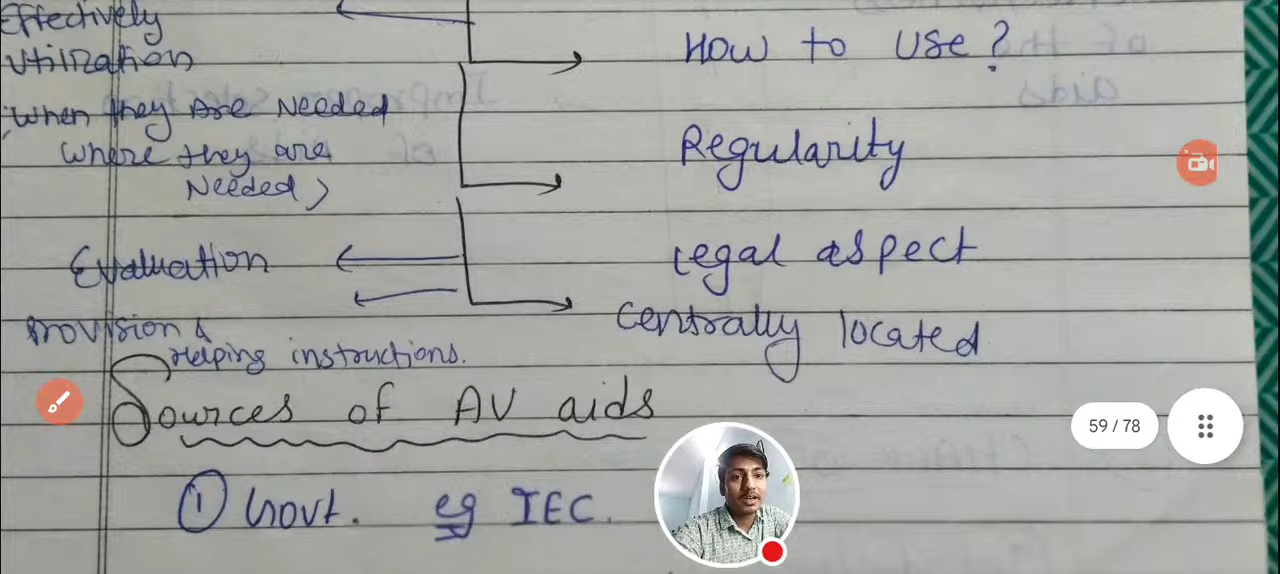 Effectively
Utilization
How to use?
When they Are Needed
Where they are
Needed
Regularity
Evaluation
Legal aspect
Provision &
Helping instructions.
Centrally located
Sources of AV aids
① Govt. eg IEC.
59 / 78